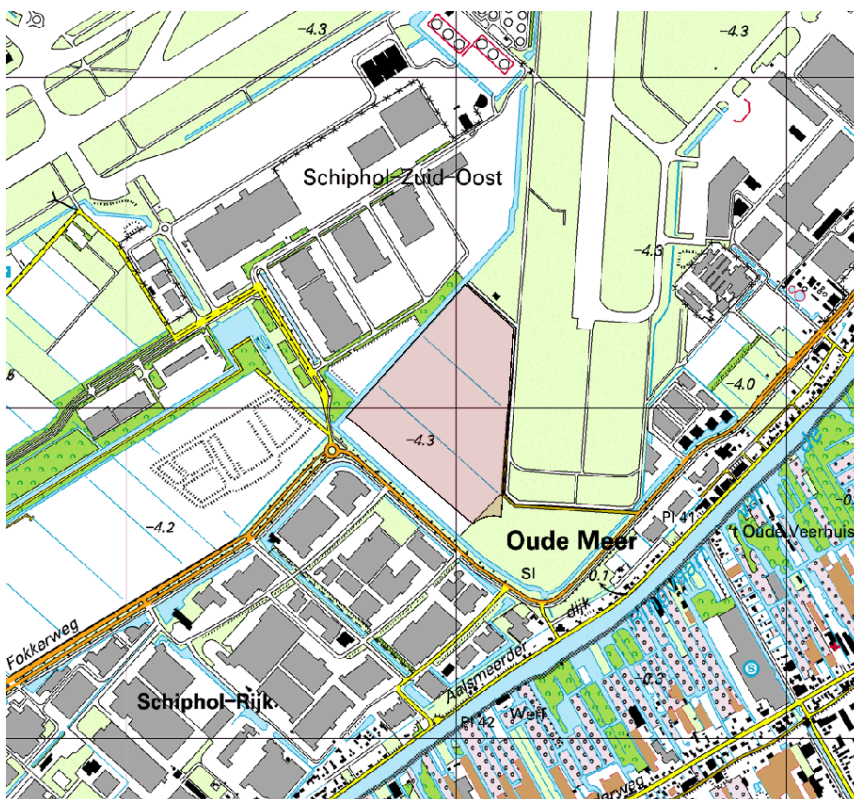 -4.3
-4.3
Schiphol-Zuid-Oost
-4.3
-4.0
-4.3
-4.2
Oude Meer
Pl 41
't Oude Veerhuis
Sl
-0.1
dijk
Fokkerweg
Aalsmeerder
-0.3
Schiphol-Rijk
Pl 42
Werf
S
de